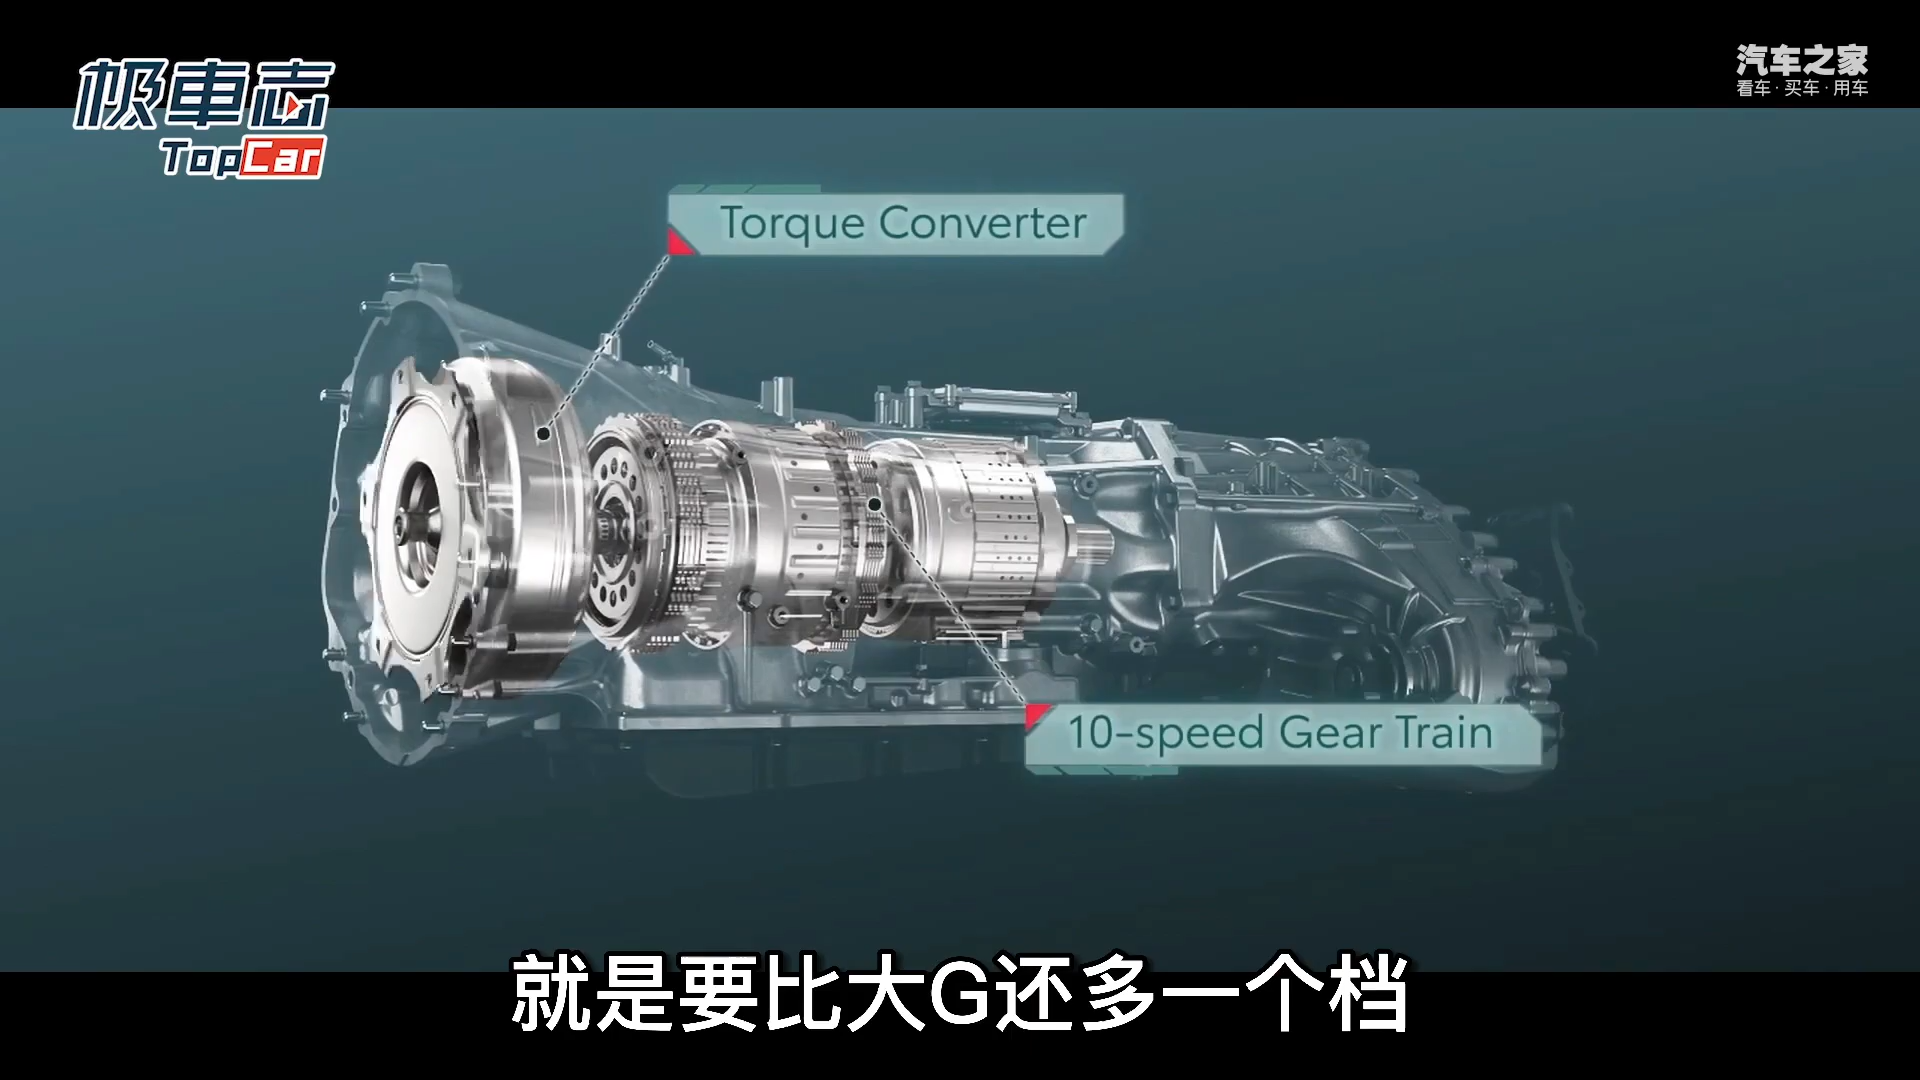 极車志
TopCar
汽车之家
看车·买车·用车
Torque Converter
10-speed Gear Train
就是要比大G还多一个档